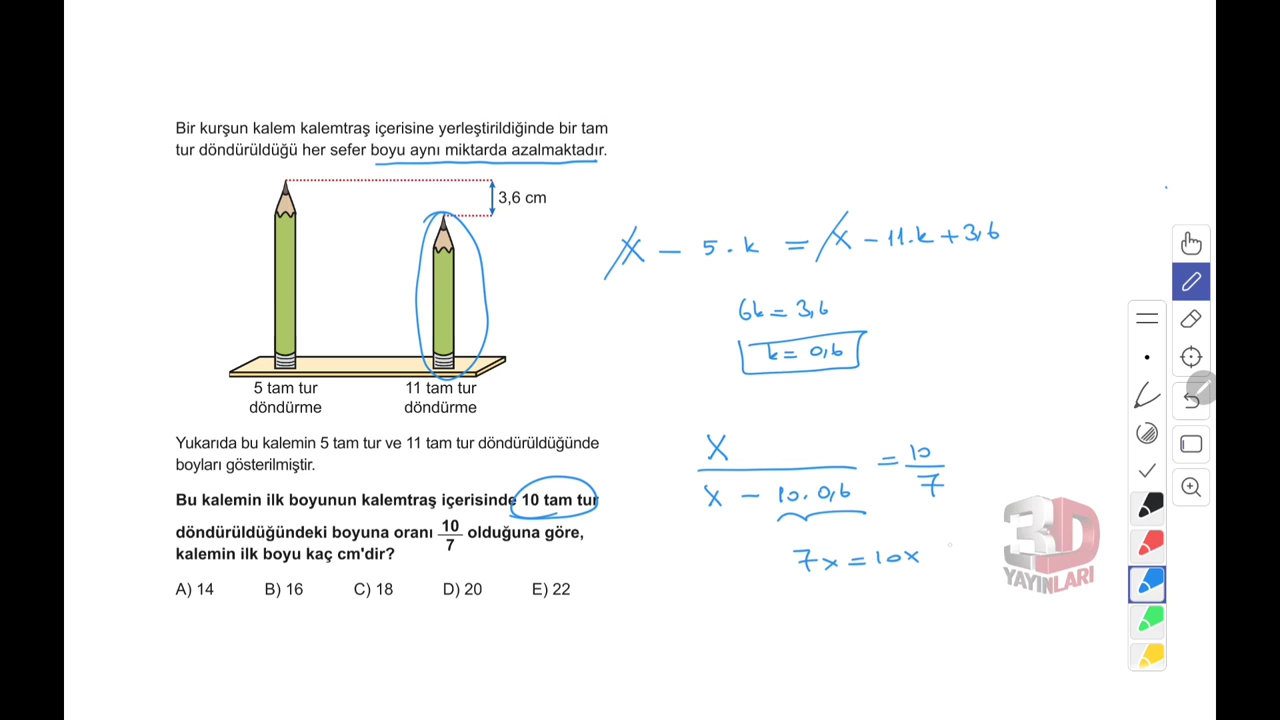 Bir kurşun kalem kalemtraş içerisine yerleştirildiğinde bir tam
tur döndürüldüğü her sefer boyu aynı miktarda azalmaktadır.
3,6 cm
5 tam tur
döndürme
11 tam tur
döndürme
Yukarıda bu kalemin 5 tam tur ve 11 tam tur döndürüldüğünde
boyları gösterilmiştir.
Bu kalemin ilk boyunun kalemtraş içerisinde 10 tam tur
döndürüldüğündeki boyuna oranı 10/7 olduğuna göre,
kalemin ilk boyu kaç cm'dir?
A) 14 B) 16 C) 18 D) 20 E) 22
x - 5.k = x - 11.k + 3,6
6k = 3,6
k = 0,6
x / x - 10.0,6 = 10/7
7x = 10x
3D
YAYINLARI